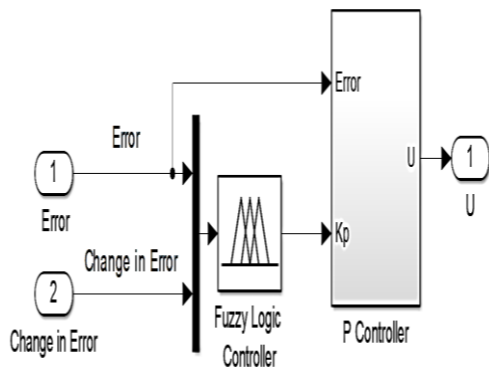 Error
Error
1
Error
U
1
U
Change in Error
Kp
2
Change in Error
Fuzzy Logic
Controller
P Controller